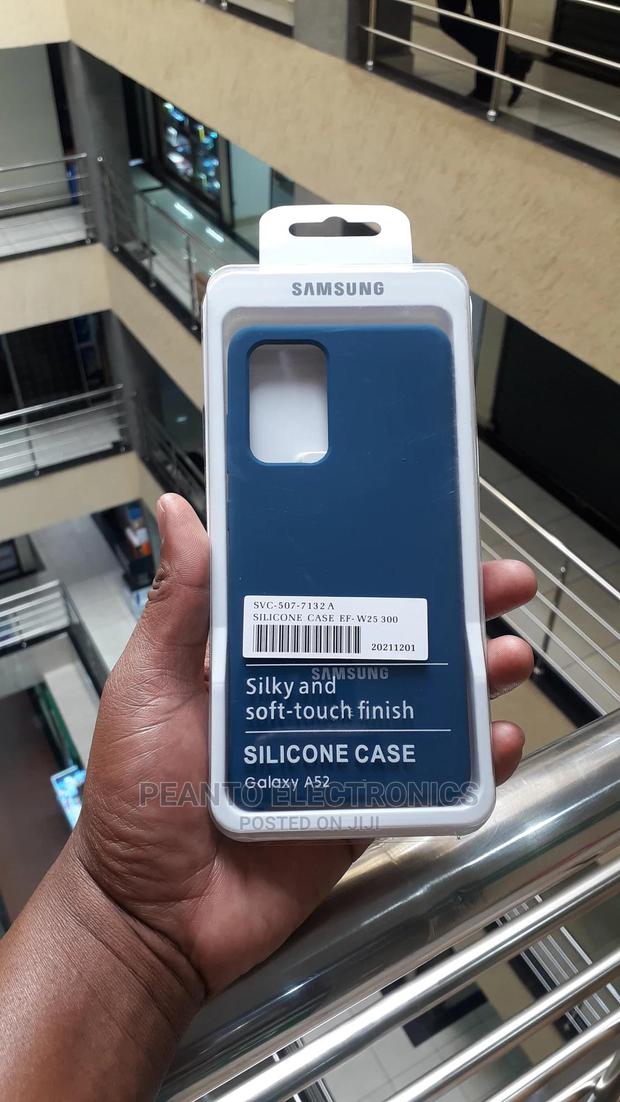 SAMSUNG
SVC-507-7132 A
SILICONE CASE EF-W25 300
20211201
SAMSUNG
Silky and
soft-touch finish
SILICONE CASE
Galaxy A52
PEANTO ELECTRONICS
POSTED ON JIJI